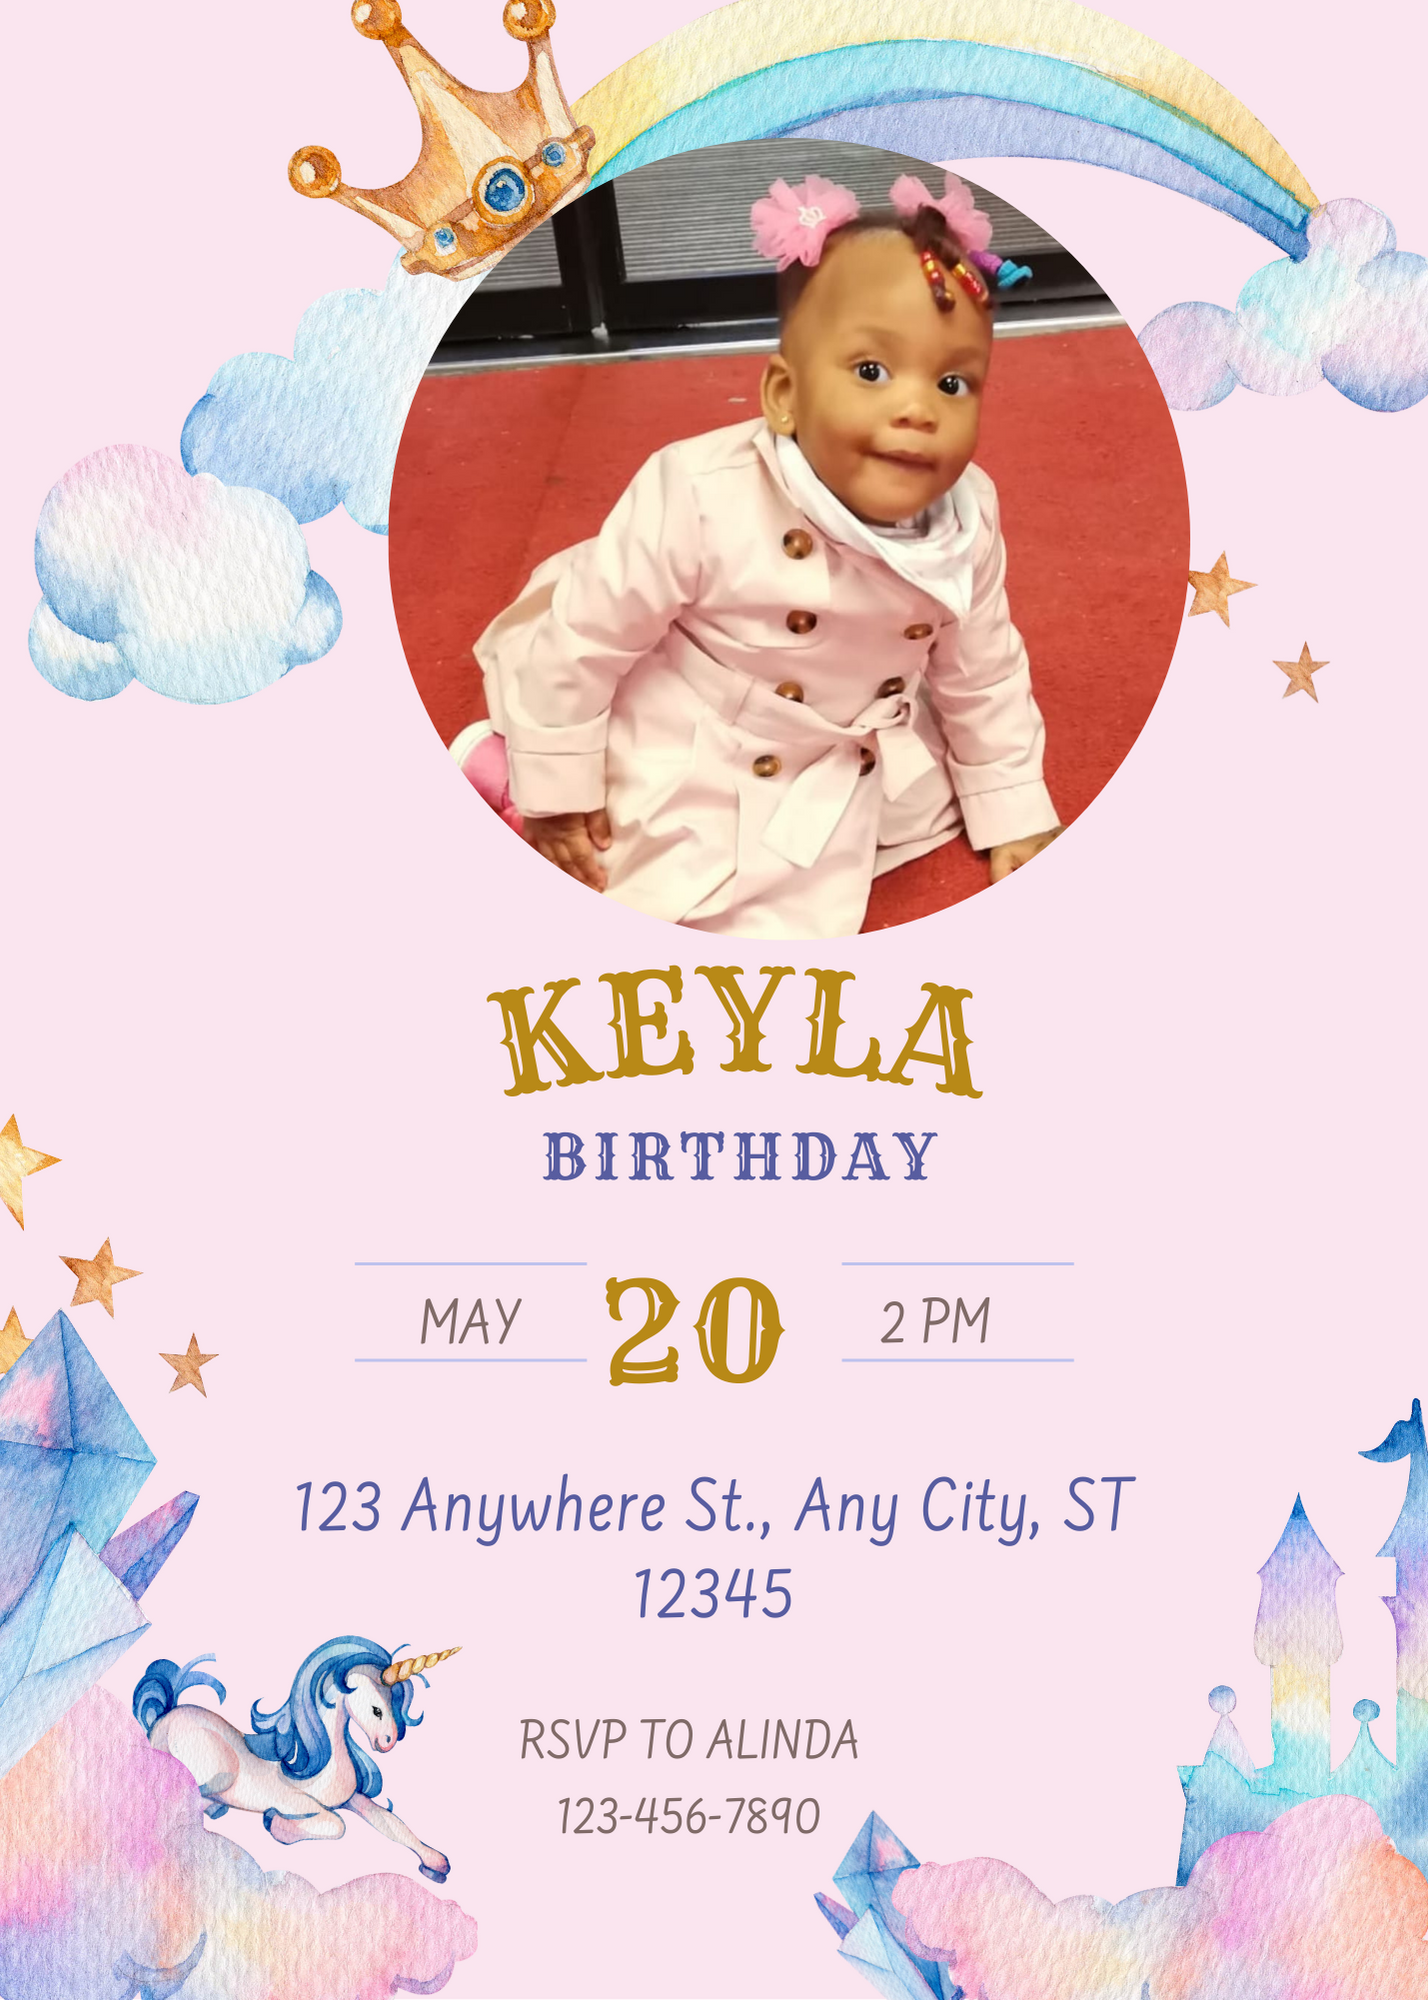 KEYLA
BIRTHDAY
MAY 20 2 PM
123 Anywhere St., Any City, ST
12345
RSVP TO ALINDA
123-456-7890